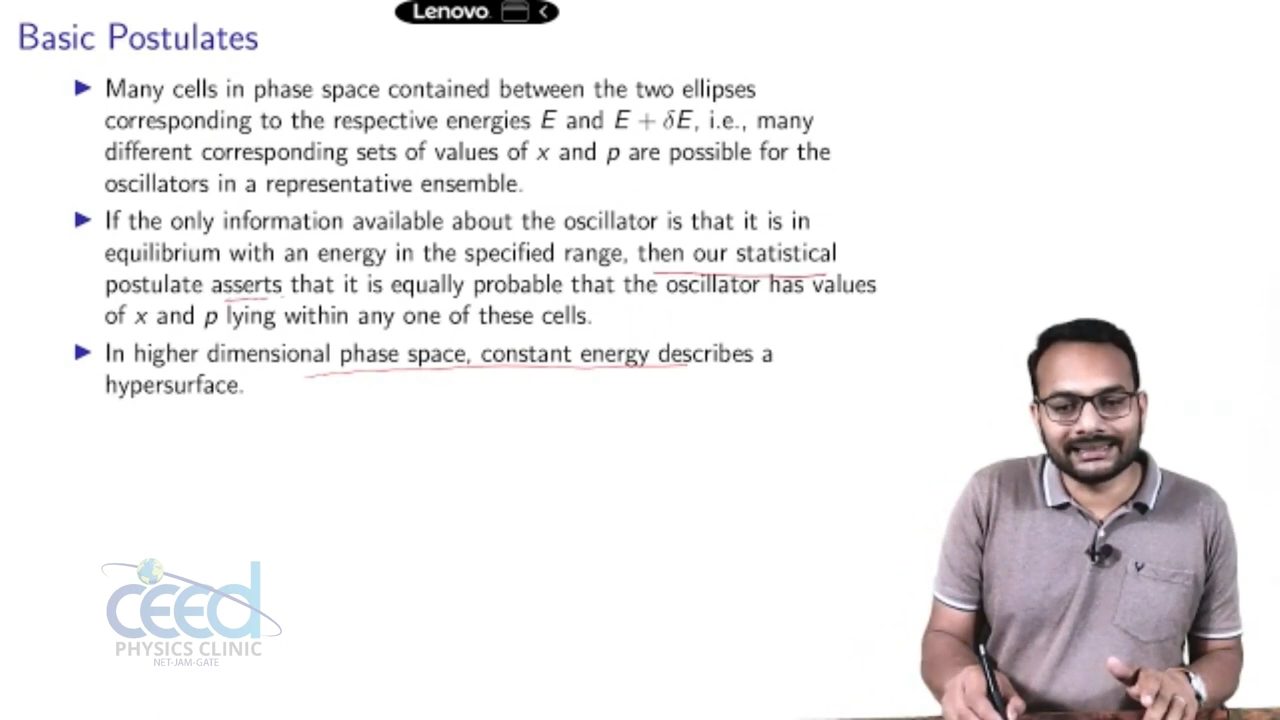 Lenovo
Basic Postulates
▶ Many cells in phase space contained between the two ellipses
corresponding to the respective energies E and E + δE, i.e., many
different corresponding sets of values of x and p are possible for the
oscillators in a representative ensemble.
▶ If the only information available about the oscillator is that it is in
equilibrium with an energy in the specified range, then our statistical
postulate asserts that it is equally probable that the oscillator has values
of x and p lying within any one of these cells.
▶ In higher dimensional phase space, constant energy describes a
hypersurface.
ceed
PHYSICS CLINIC
NET-JAM-GATE